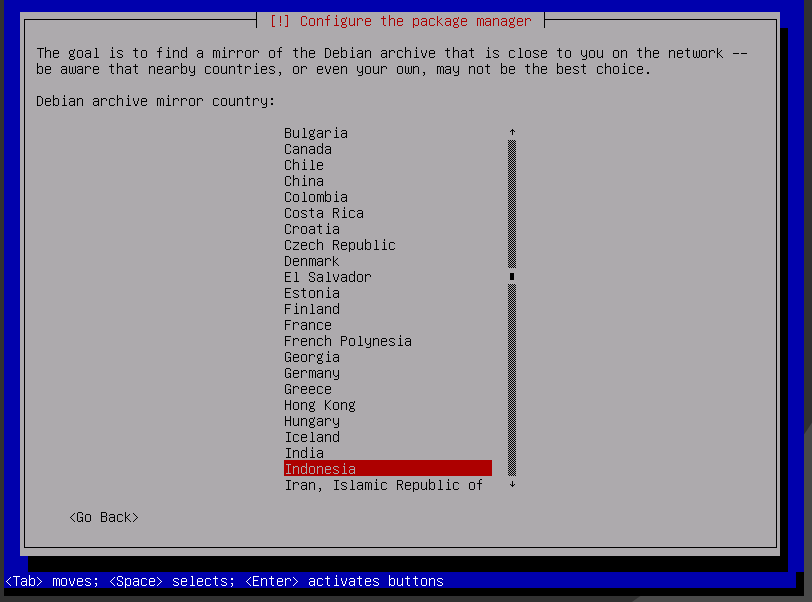 [!] Configure the package manager
The goal is to find a mirror of the Debian archive that is close to you on the network --
be aware that nearby countries, or even your own, may not be the best choice.
Debian archive mirror country:
Bulgaria
Canada
Chile
China
Colombia
Costa Rica
Croatia
Czech Republic
Denmark
El Salvador
Estonia
Finland
France
French Polynesia
Georgia
Germany
Greece
Hong Kong
Hungary
Iceland
India
Indonesia
Iran, Islamic Republic of
<Go Back>
<Tab> moves; <Space> selects; <Enter> activates buttons